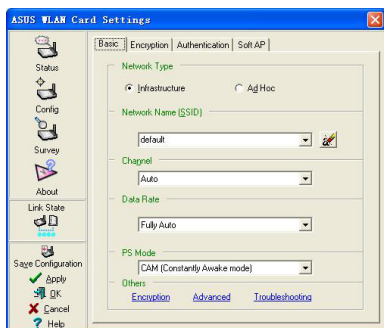 ASUS WLAN Card Settings
Status
Config
Survey
About
Link State
Save Configuration
Apply
OK
Cancel
Help
Basic Encryption Authentication Soft AP
Network Type
Infrastructure Ad Hoc
Network Name (SSID)
default
Channel
Auto
Data Rate
Fully Auto
PS Mode
CAM (Constantly Awake mode)
Others
Encryption Advanced Troubleshooting